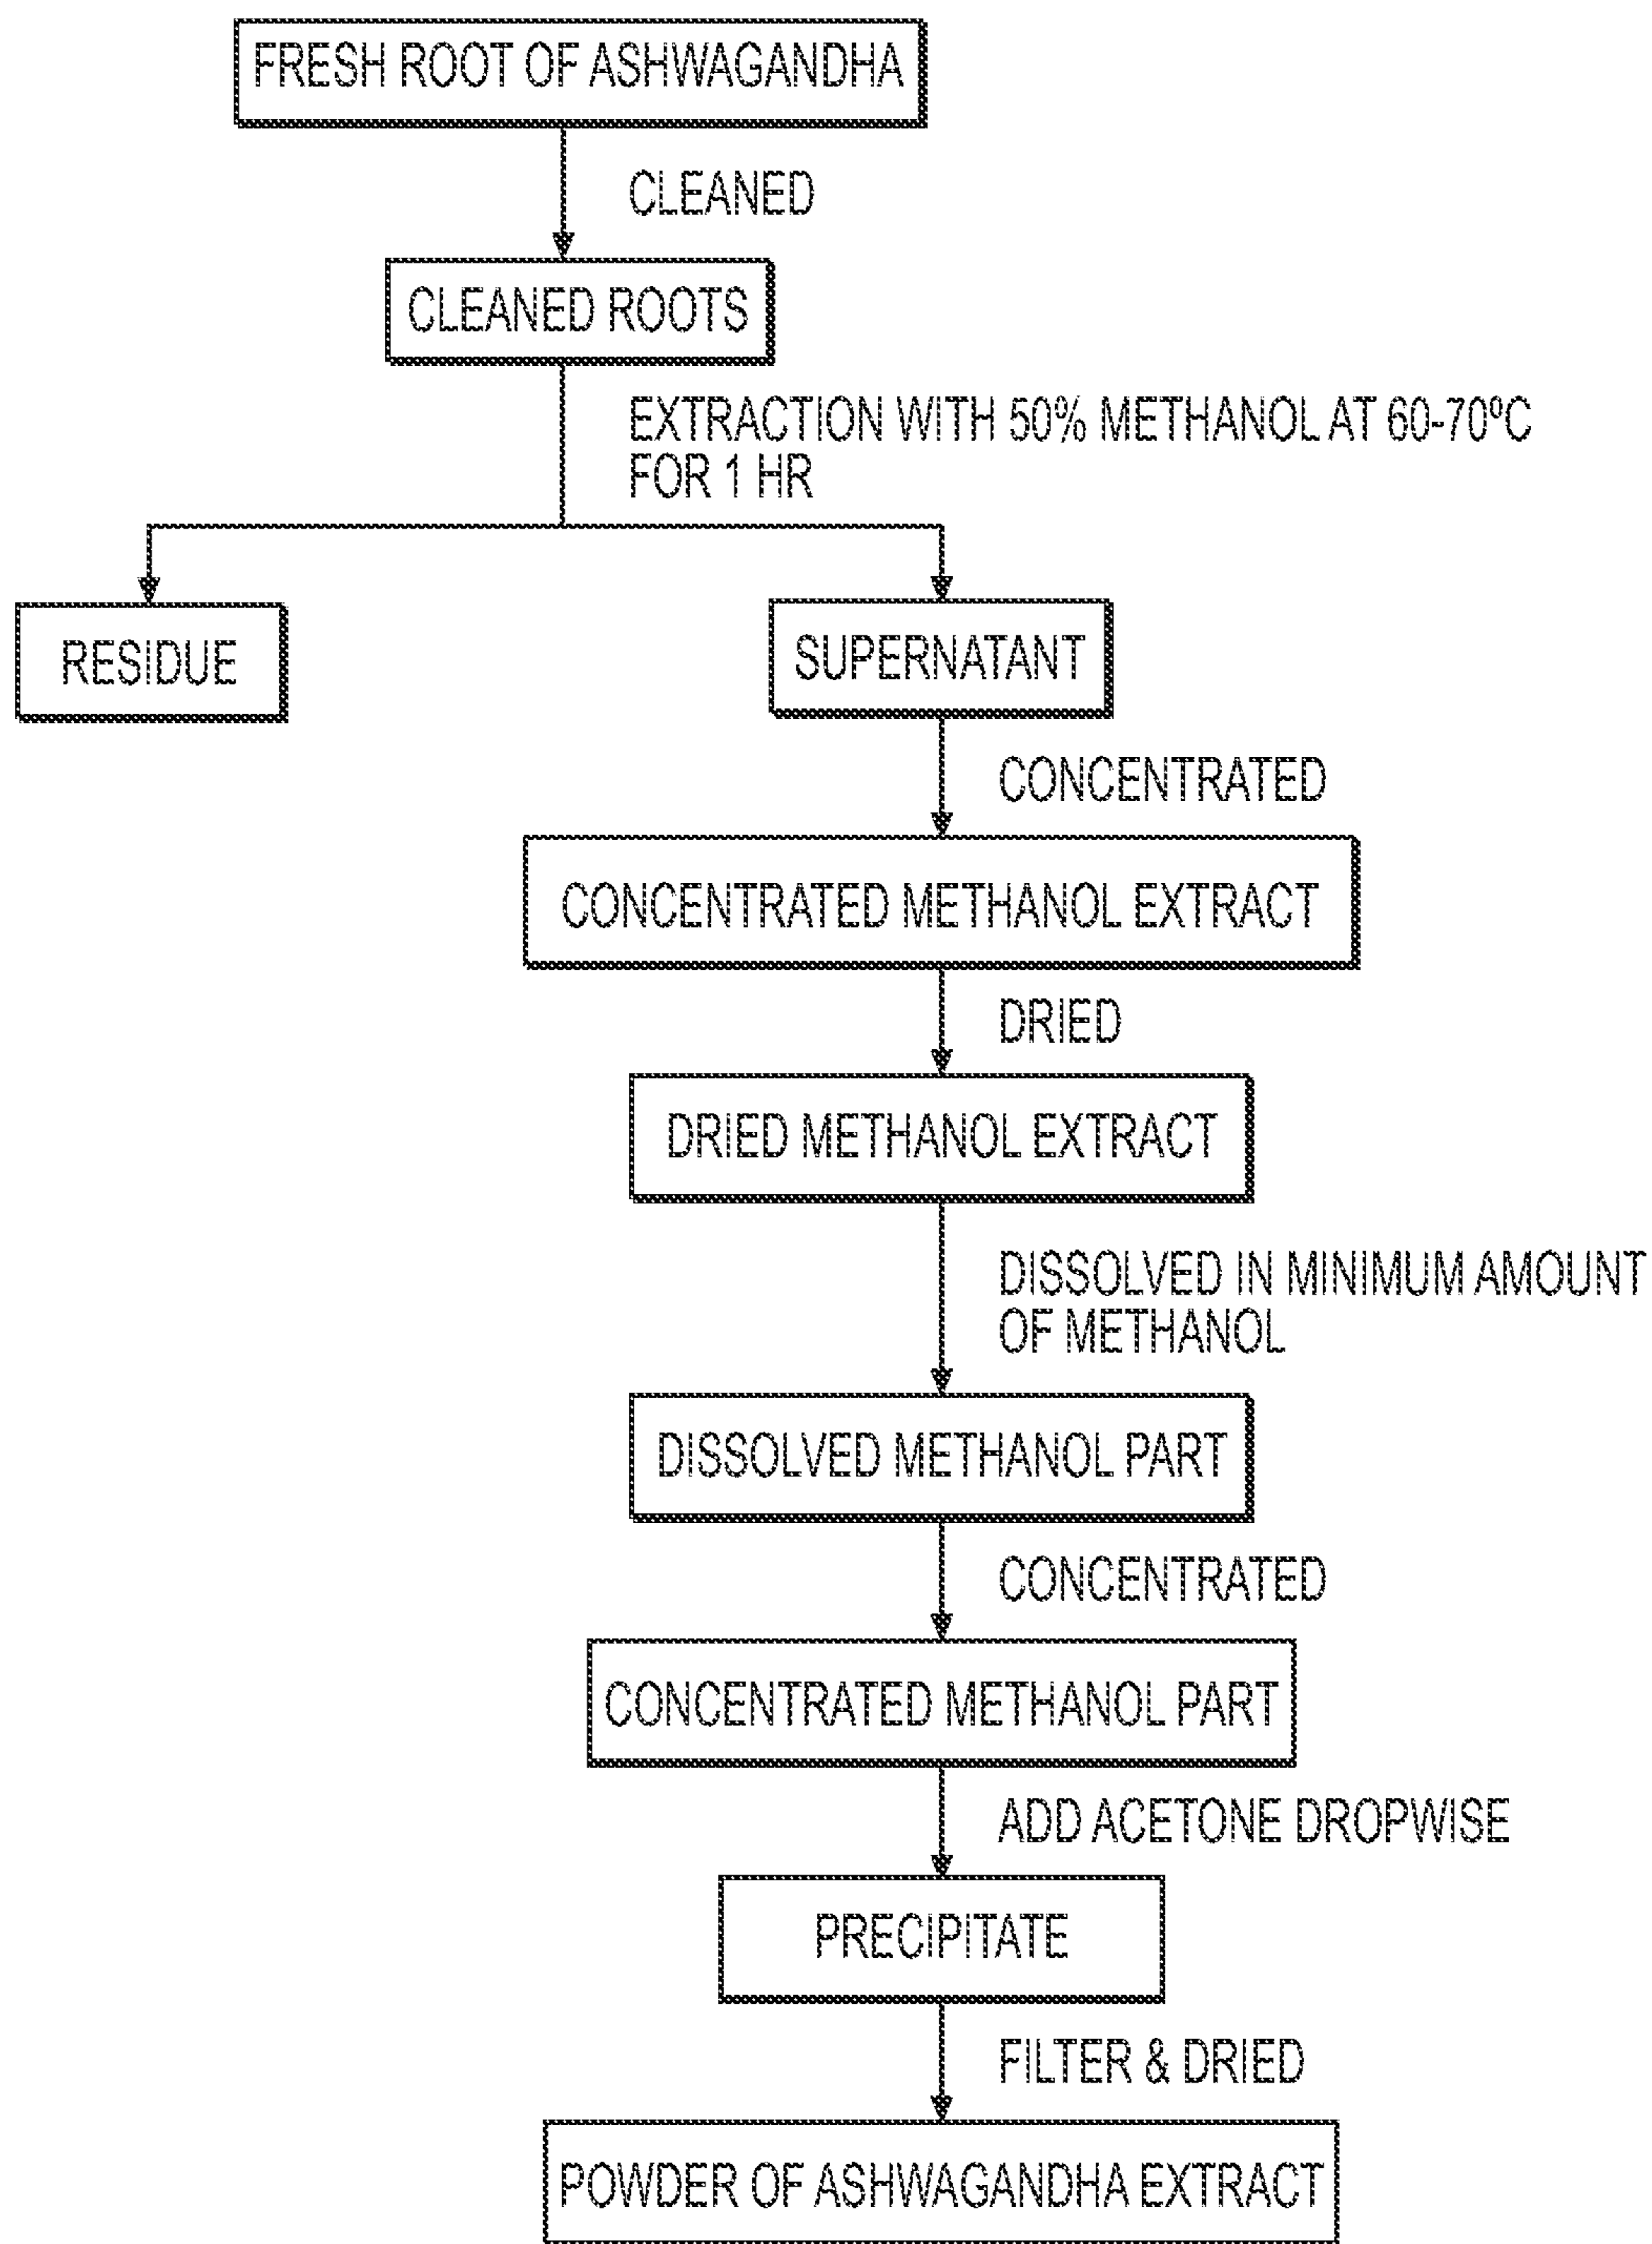 FRESH ROOT OF ASHWAGANDHA
CLEANED
CLEANED ROOTS
EXTRACTION WITH 50% METHANOL AT 60-70ºC
FOR 1 HR
RESIDUE
SUPERNATANT
CONCENTRATED
CONCENTRATED METHANOL EXTRACT
DRIED
DRIED METHANOL EXTRACT
DISSOLVED IN MINIMUM AMOUNT
OF METHANOL
DISSOLVED METHANOL PART
CONCENTRATED
CONCENTRATED METHANOL PART
ADD ACETONE DROPWISE
PRECIPITATE
FILTER & DRIED
POWDER OF ASHWAGANDHA EXTRACT